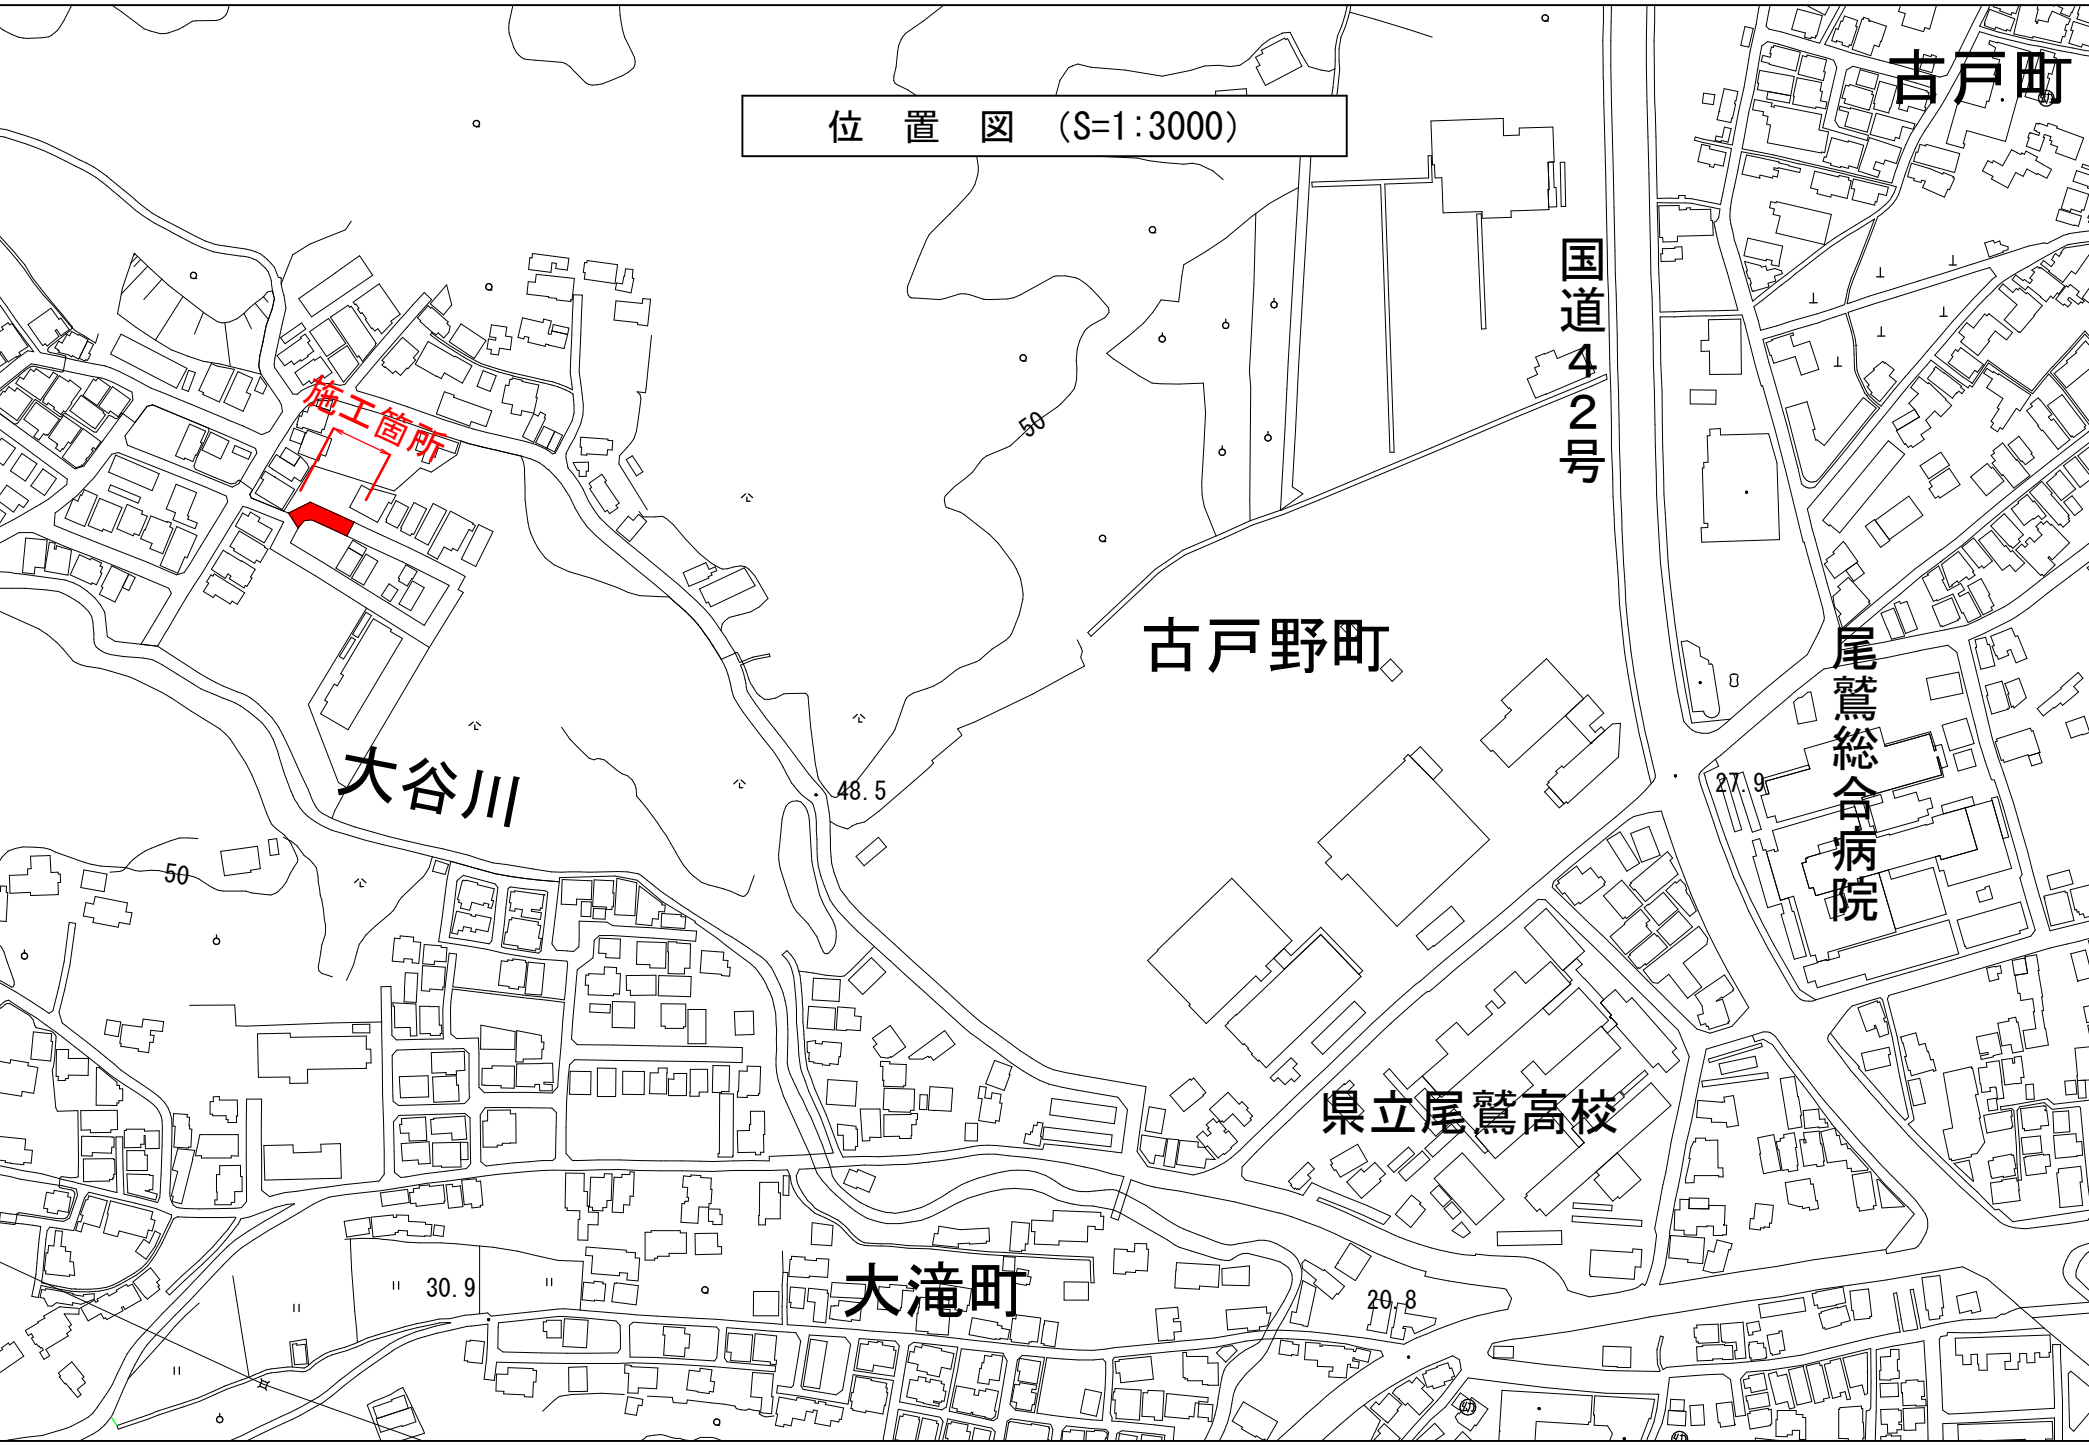 古戸町
位 置 図 (S=1:3000)
国道42号
施工箇所
50
古戸野町
尾鷲総合病院
大谷川
48.5
27.9
50
県立尾鷲高校
大滝町
30.9
20.8